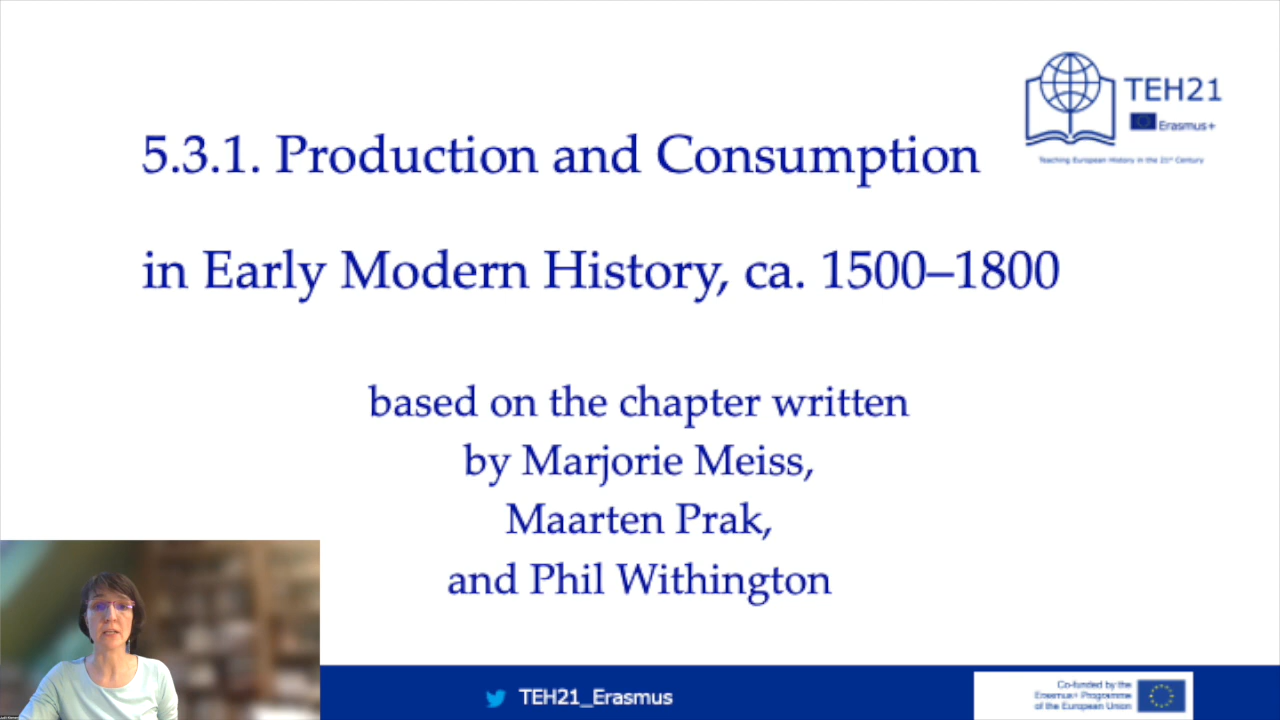 5.3.1. Production and Consumption
in Early Modern History, ca. 1500–1800
TEH21
Erasmus+
Teaching European History in the 21st Century
based on the chapter written
by Marjorie Meiss,
Maarten Prak,
and Phil Withington
TEH21_Erasmus
Co-funded by the
Erasmus+ Programme
of the European Union